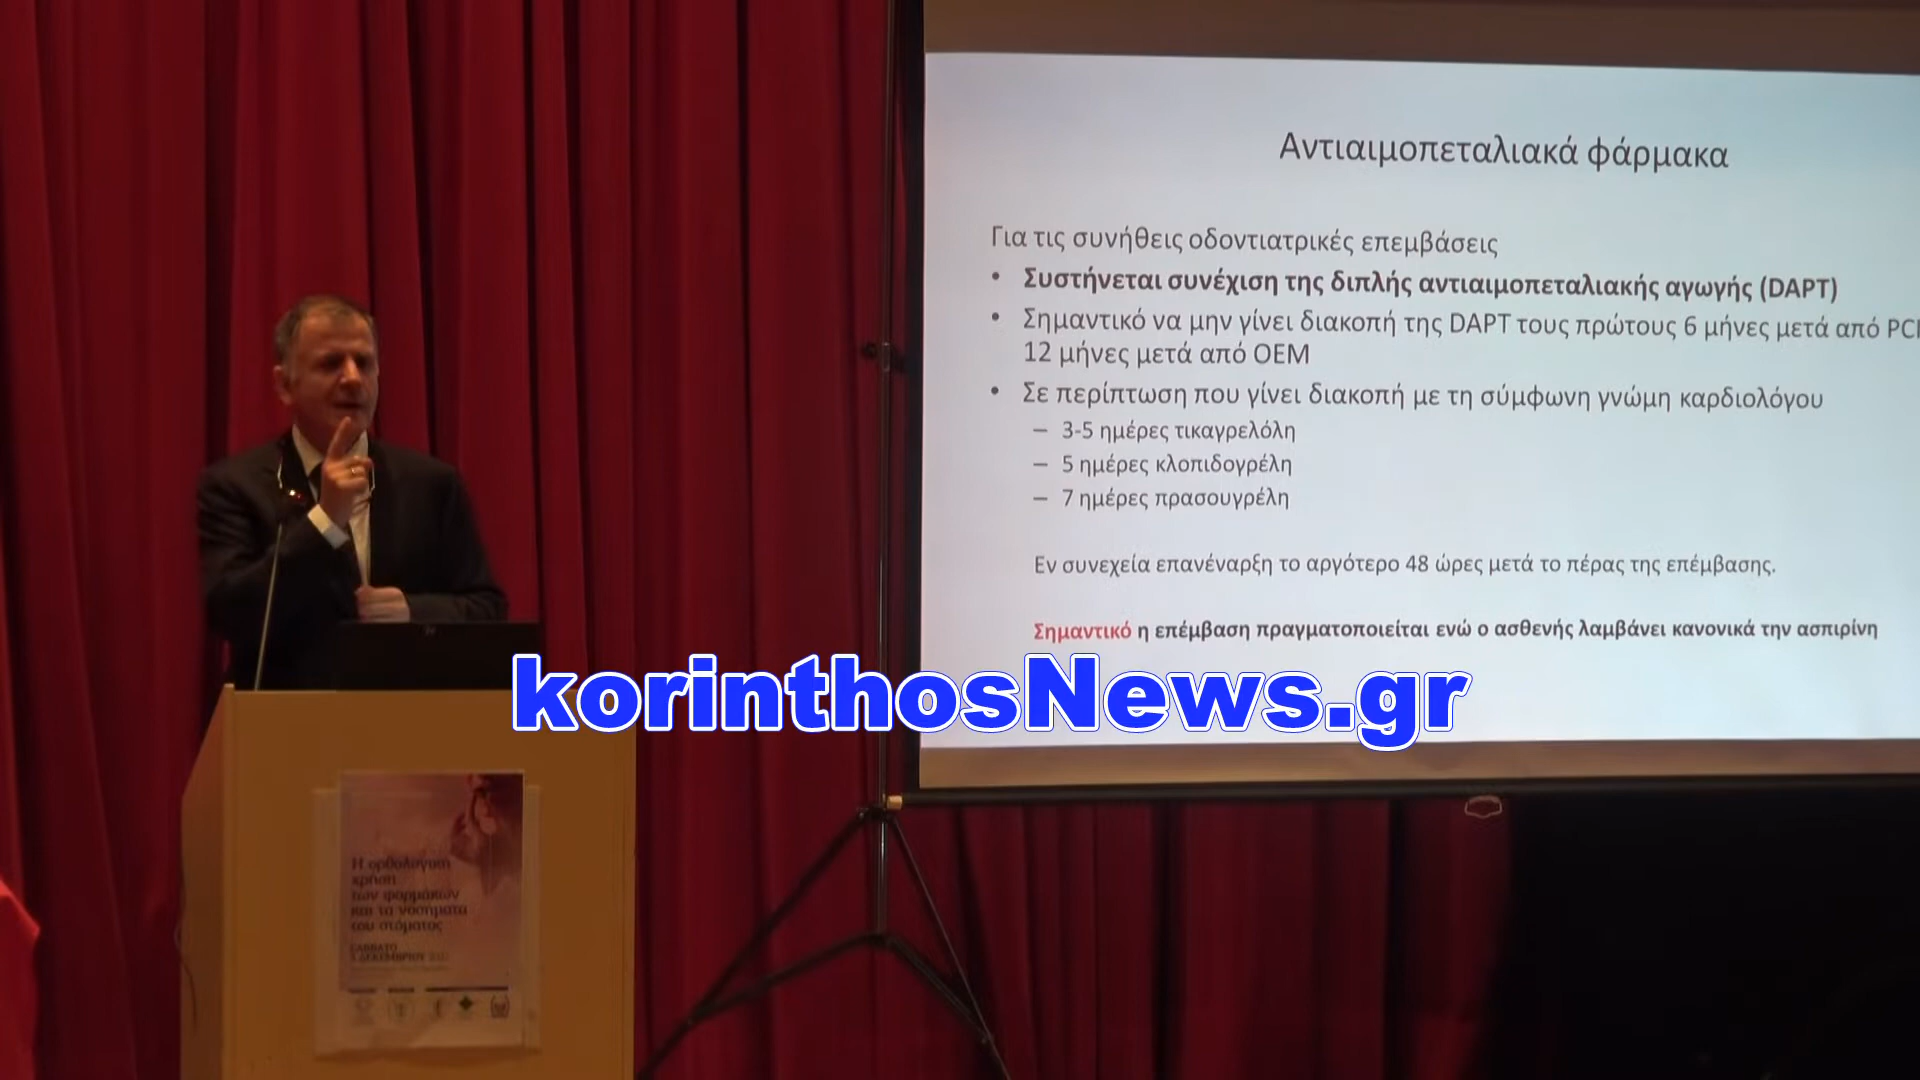 Αντιαιμοπεταλιακά φάρμακα
Για τις συνήθεις οδοντιατρικές επεμβάσεις
• Συστήνεται συνέχιση της διπλής αντιαιμοπεταλιακής αγωγής (DAPT)
• Σημαντικό να μην γίνει διακοπή της DAPT τους πρώτους 6 μήνες μετά από PCI
12 μήνες μετά από ΟΕΜ
• Σε περίπτωση που γίνει διακοπή με τη σύμφωνη γνώμη καρδιολόγου
– 3-5 ημέρες τικαγρελόλη
– 5 ημέρες κλοπιδογρέλη
– 7 ημέρες πρασουγρέλη
Εν συνεχεία επανέναρξη το αργότερο 48 ώρες μετά το πέρας της επέμβασης.
Σημαντικό η επέμβαση πραγματοποιείται ενώ ο ασθενής λαμβάνει κανονικά την ασπιρίνη
korinthosNews.gr
Η ορθολογική
χρήση
των φαρμάκων
και τα νοσήματα
του στόματος
ΣΑΒΒΑΤΟ
ΔΕΚΕΜΒΡΙΟΥ